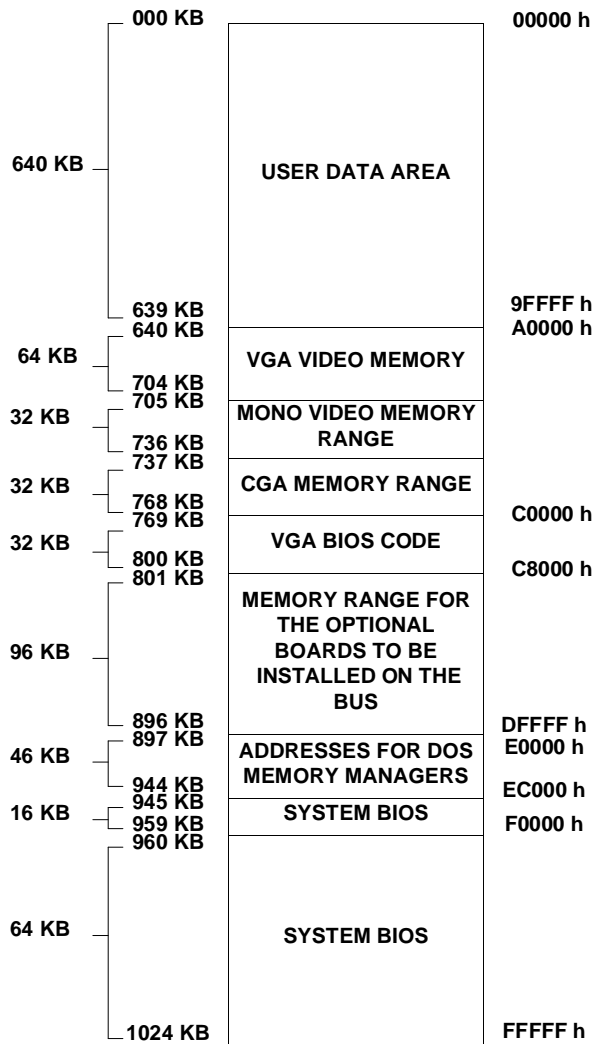 000 KB
00000 h
640 KB
USER DATA AREA
639 KB
9FFFF h
640 KB
A0000 h
64 KB
VGA VIDEO MEMORY
704 KB
705 KB
32 KB
MONO VIDEO MEMORY
RANGE
736 KB
737 KB
32 KB
CGA MEMORY RANGE
768 KB
C0000 h
769 KB
32 KB
VGA BIOS CODE
800 KB
C8000 h
801 KB
MEMORY RANGE FOR
THE OPTIONAL
BOARDS TO BE
INSTALLED ON THE
BUS
96 KB
896 KB
DFFFF h
897 KB
E0000 h
46 KB
ADDRESSES FOR DOS
MEMORY MANAGERS
944 KB
EC000 h
945 KB
16 KB
SYSTEM BIOS
959 KB
F0000 h
960 KB
64 KB
SYSTEM BIOS
1024 KB
FFFFF h